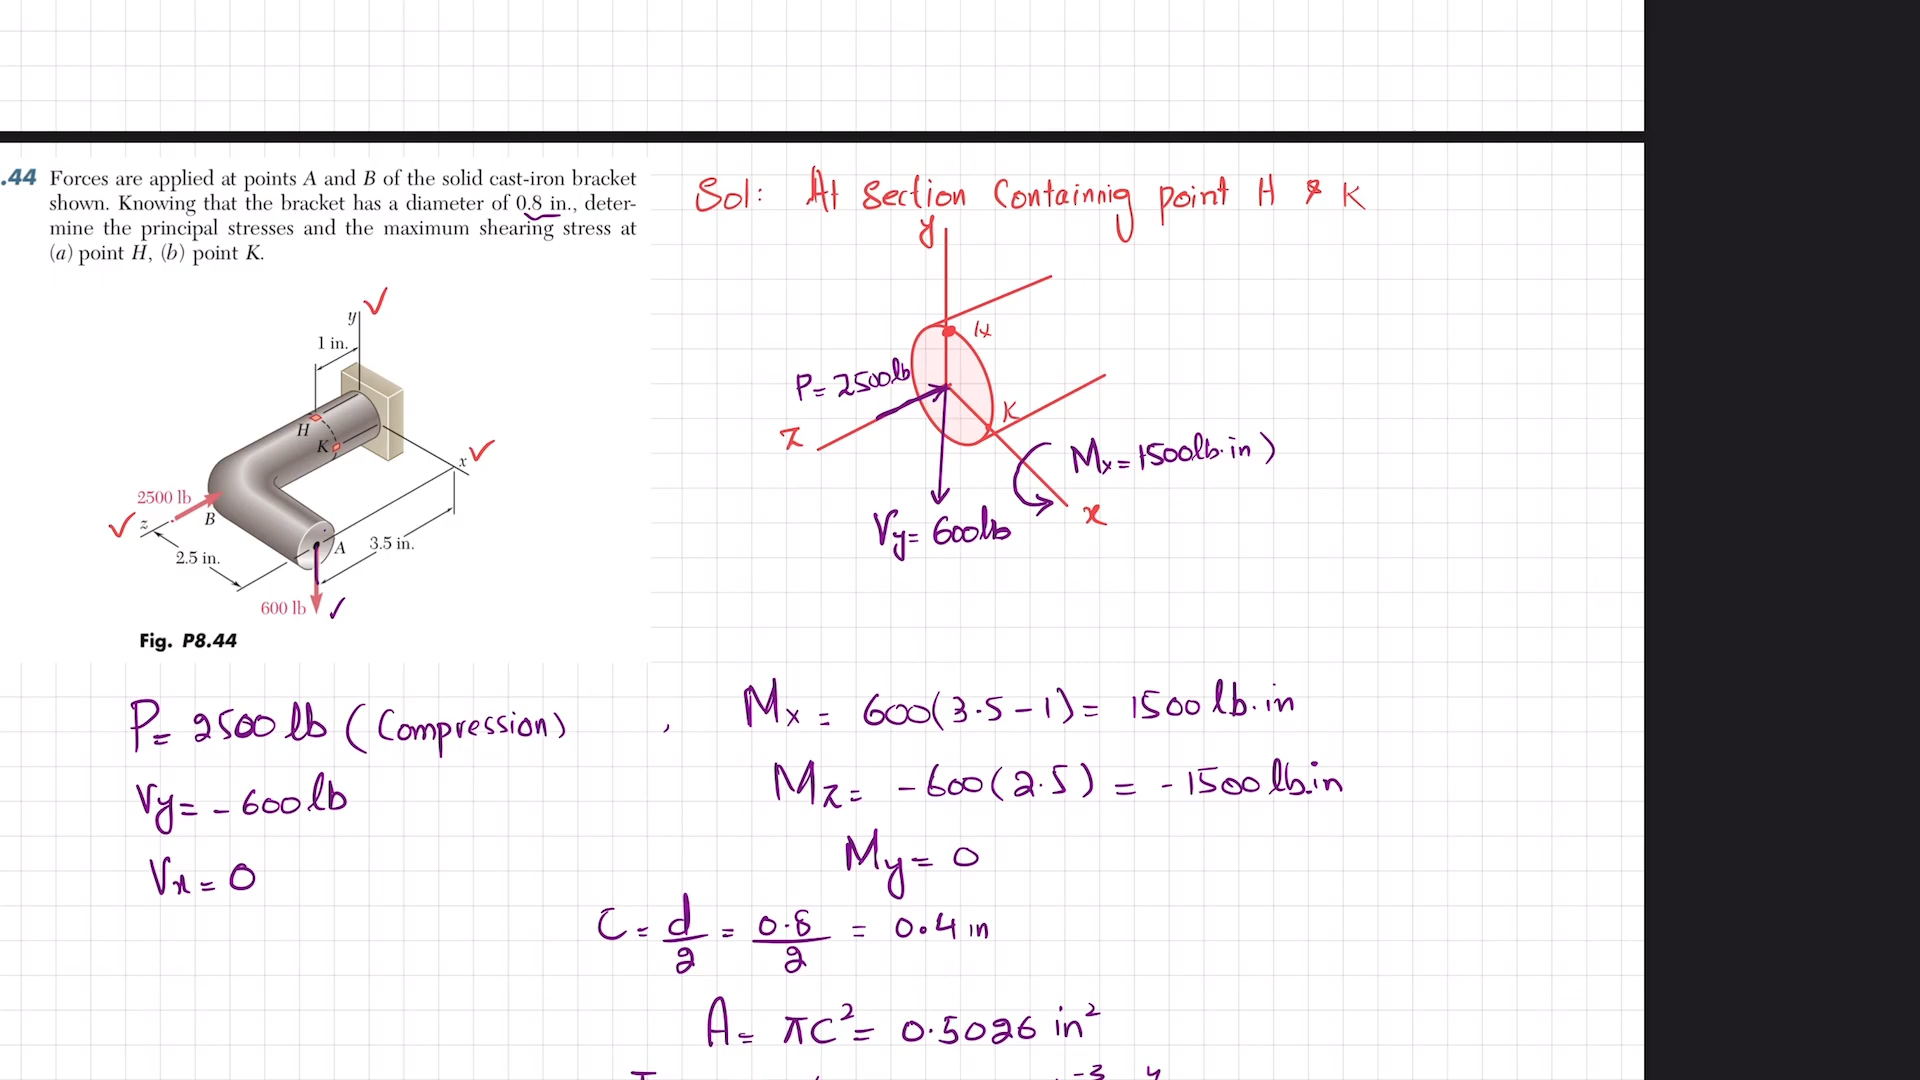 .44 Forces are applied at points A and B of the solid cast-iron bracket
shown. Knowing that the bracket has a diameter of 0.8 in., deter-
mine the principal stresses and the maximum shearing stress at
(a) point H, (b) point K.
y
1 in.
H
K
x
2500 lb
B
z
A
3.5 in.
2.5 in.
600 lb
Fig. P8.44
Sol: At Section Containnig point H & K
y
H
P= 2500lb
K
z
Mx = 1500lb.in)
x
Vy= 600lb
P= 2500 lb (Compression) ,
Vy= -600lb
Vx= 0
Mx = 600(3.5-1)= 1500 lb.in
Mz= -600(2.5) = -1500lb.in
My= 0
C= d/2 = 0.8/2 = 0.4 in
A= πC²= 0.5026 in²